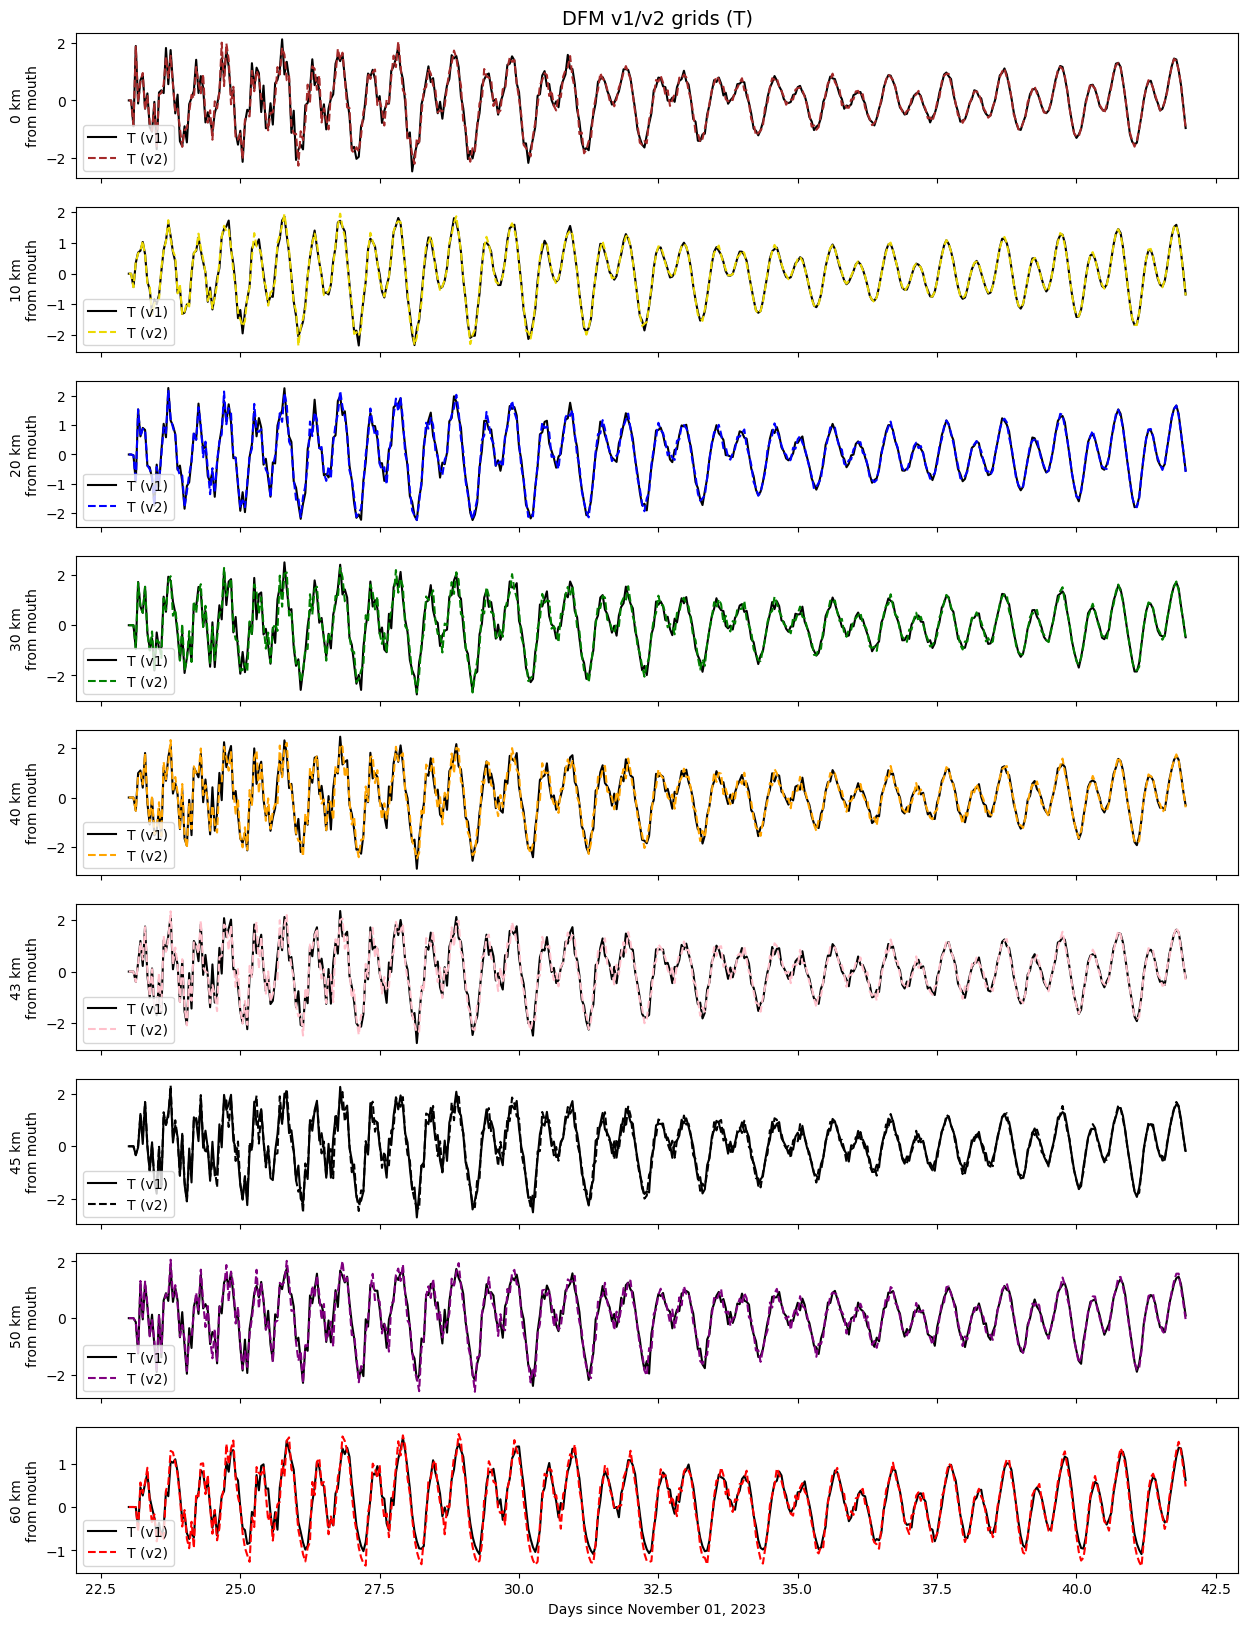 DFM v1/v2 grids (T)
0 km
from mouth
2
0
−2
T (v1)
T (v2)
10 km
from mouth
2
1
0
−1
−2
T (v1)
T (v2)
20 km
from mouth
2
1
0
−1
−2
T (v1)
T (v2)
30 km
from mouth
2
0
−2
T (v1)
T (v2)
40 km
from mouth
2
0
−2
T (v1)
T (v2)
43 km
from mouth
2
0
−2
T (v1)
T (v2)
45 km
from mouth
2
0
−2
T (v1)
T (v2)
50 km
from mouth
2
0
−2
T (v1)
T (v2)
60 km
from mouth
1
0
−1
T (v1)
T (v2)
22.5 25.0 27.5 30.0 32.5 35.0 37.5 40.0 42.5
Days since November 01, 2023